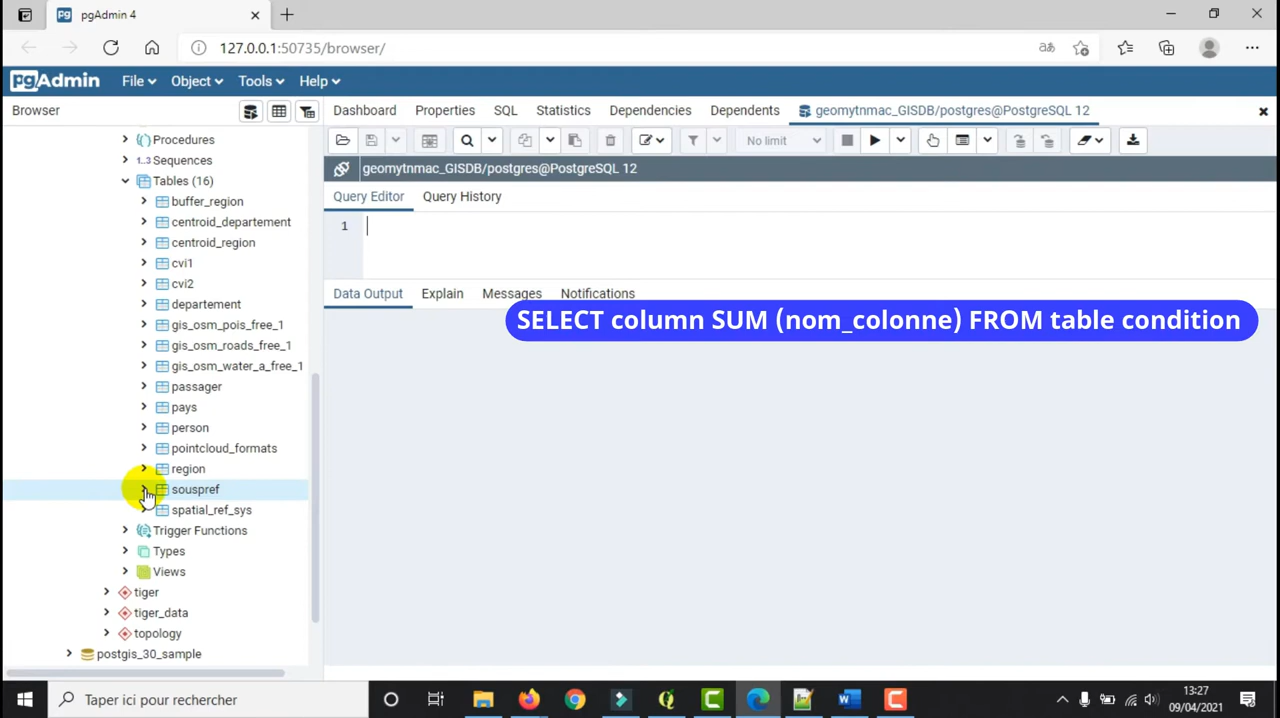 pgAdmin 4
127.0.0.1:50735/browser/
pgAdmin File Object Tools Help
Browser
Dashboard Properties SQL Statistics Dependencies Dependents geomytnmac_GISDB/postgres@PostgreSQL 12
No limit
geomytnmac_GISDB/postgres@PostgreSQL 12
Query Editor Query History
1
Data Output Explain Messages Notifications
SELECT column SUM (nom_colonne) FROM table condition
Procedures
1..3 Sequences
Tables (16)
buffer_region
centroid_departement
centroid_region
cvi1
cvi2
departement
gis_osm_pois_free_1
gis_osm_roads_free_1
gis_osm_water_a_free_1
passager
pays
person
pointcloud_formats
region
souspref
spatial_ref_sys
Trigger Functions
Types
Views
tiger
tiger_data
topology
postgis_30_sample
Taper ici pour rechercher
13:27
09/04/2021